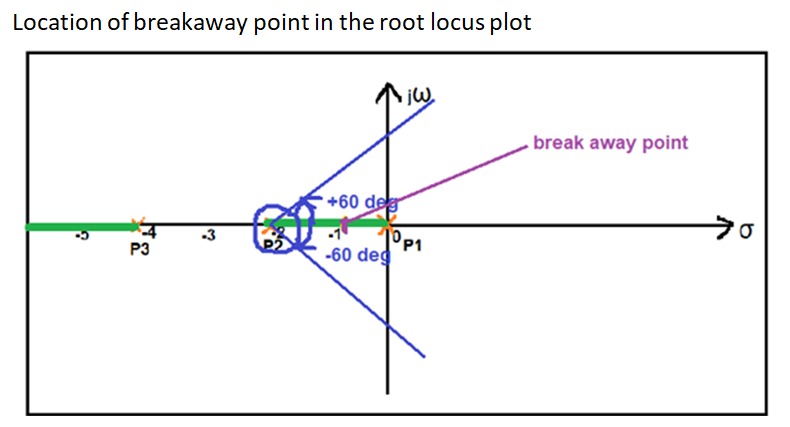 Location of breakaway point in the root locus plot
jω
break away point
+60 deg
-5 -4 -3 -2 -1 0 σ
P3 P2 P1
-60 deg